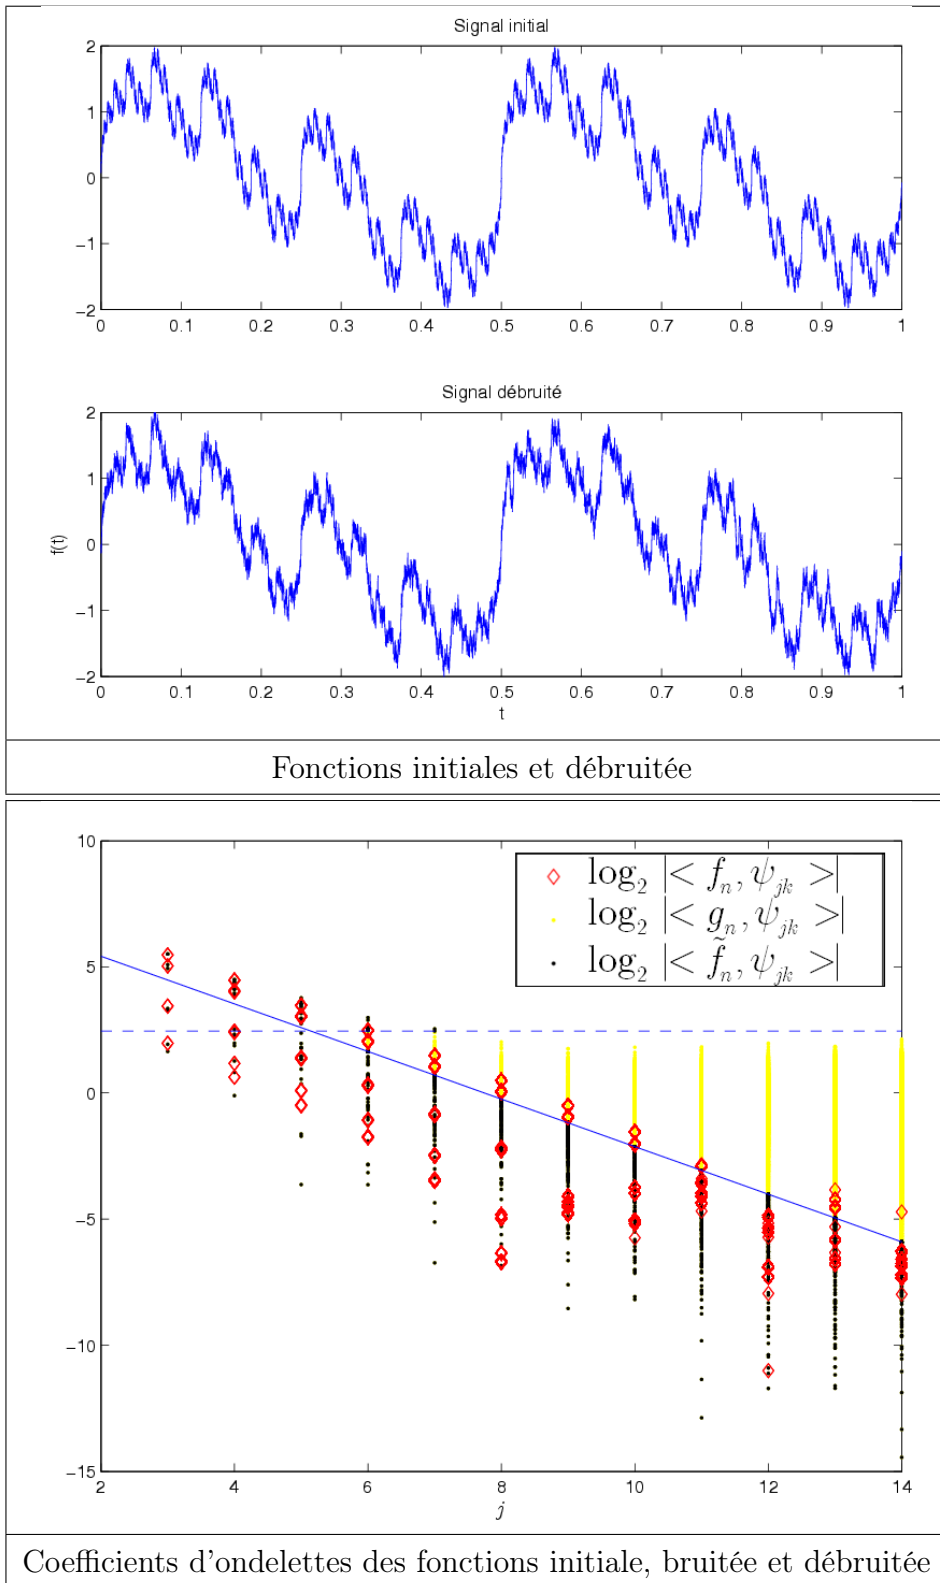 Signal initial
2
1
0
−1
−2
0 0.1 0.2 0.3 0.4 0.5 0.6 0.7 0.8 0.9 1
Signal débruité
2
1
0
−1
−2
f(t)
0 0.1 0.2 0.3 0.4 0.5 0.6 0.7 0.8 0.9 1
t
Fonctions initiales et débruitée
10
5
0
−5
−10
−15
log₂ |< fₙ, ψⱼₖ >|
log₂ |< gₙ, ψⱼₖ >|
log₂ |< f̃ₙ, ψⱼₖ >|
2 4 6 8 10 12 14
j
Coefficients d'ondelettes des fonctions initiale, bruitée et débruitée